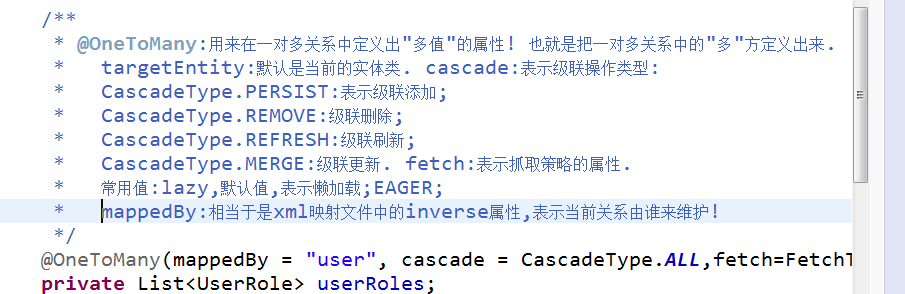 /**
* @OneToMany:用来在一对多关系中定义出"多值"的属性! 也就是把一对多关系中的"多"方定义出来.
* targetEntity:默认是当前的实体类. cascade:表示级联操作类型:
* CascadeType.PERSIST:表示级联添加;
* CascadeType.REMOVE:级联删除;
* CascadeType.REFRESH:级联刷新;
* CascadeType.MERGE:级联更新. fetch:表示抓取策略的属性.
* 常用值:lazy,默认值,表示懒加载;EAGER;
* mappedBy:相当于是xml映射文件中的inverse属性,表示当前关系由谁来维护!
*/
@OneToMany(mappedBy = "user", cascade = CascadeType.ALL,fetch=FetchT
private List<UserRole> userRoles;